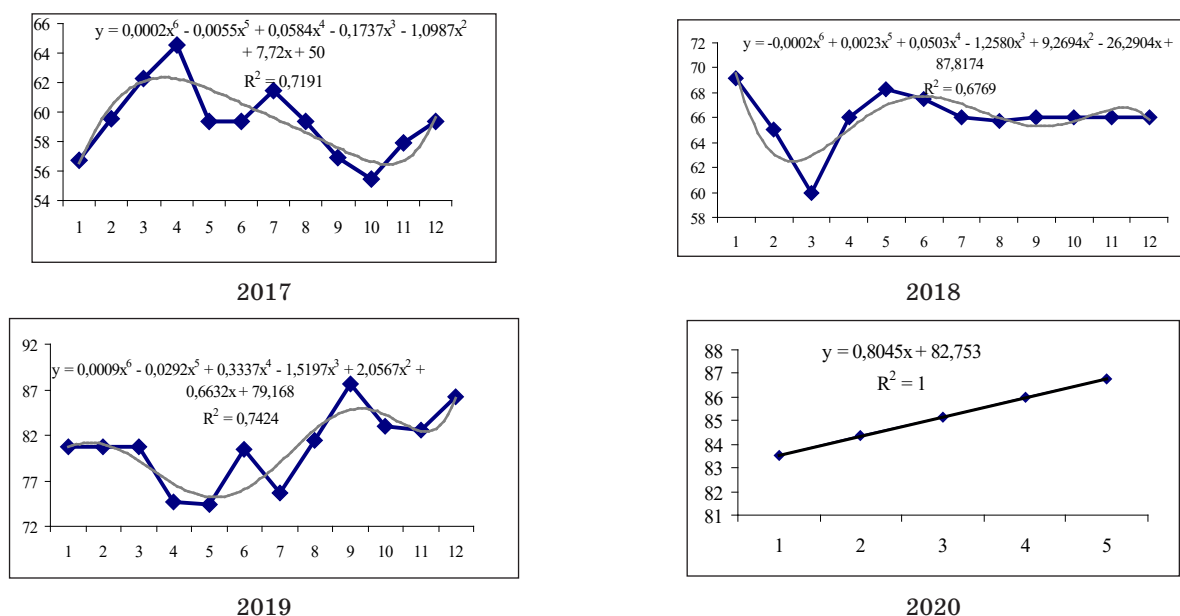 y = 0,0002x⁶ - 0,0055x⁵ + 0,0584x⁴ - 0,1737x³ - 1,0987x²
+ 7,72x + 50
R² = 0,7191
66
64
62
60
58
56
54
1 2 3 4 5 6 7 8 9 10 11 12
2017
y = -0,0002x⁶ + 0,0023x⁵ + 0,0503x⁴ - 1,2580x³ + 9,2694x² - 26,2904x +
87,8174
R² = 0,6769
72
70
68
66
64
62
60
58
1 2 3 4 5 6 7 8 9 10 11 12
2018
y = 0,0009x⁶ - 0,0292x⁵ + 0,3337x⁴ - 1,5197x³ + 2,0567x² +
0,6632x + 79,168
R² = 0,7424
92
87
82
77
72
1 2 3 4 5 6 7 8 9 10 11 12
2019
y = 0,8045x + 82,753
R² = 1
88
87
86
85
84
83
82
81
1 2 3 4 5
2020